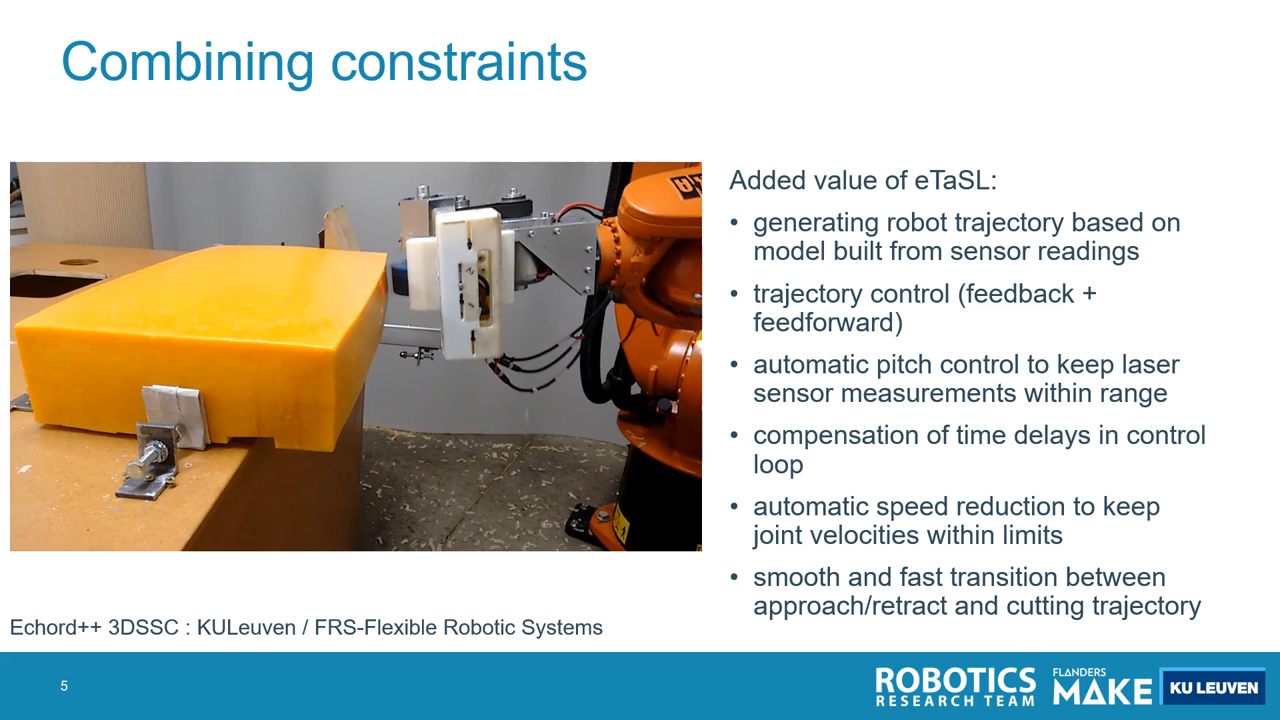 Combining constraints
Added value of eTaSL:
• generating robot trajectory based on
model built from sensor readings
• trajectory control (feedback +
feedforward)
• automatic pitch control to keep laser
sensor measurements within range
• compensation of time delays in control
loop
• automatic speed reduction to keep
joint velocities within limits
• smooth and fast transition between
approach/retract and cutting trajectory
Echord++ 3DSSC : KULeuven / FRS-Flexible Robotic Systems
5
ROBOTICS
RESEARCH TEAM
FLANDERS
MAKE
KU LEUVEN